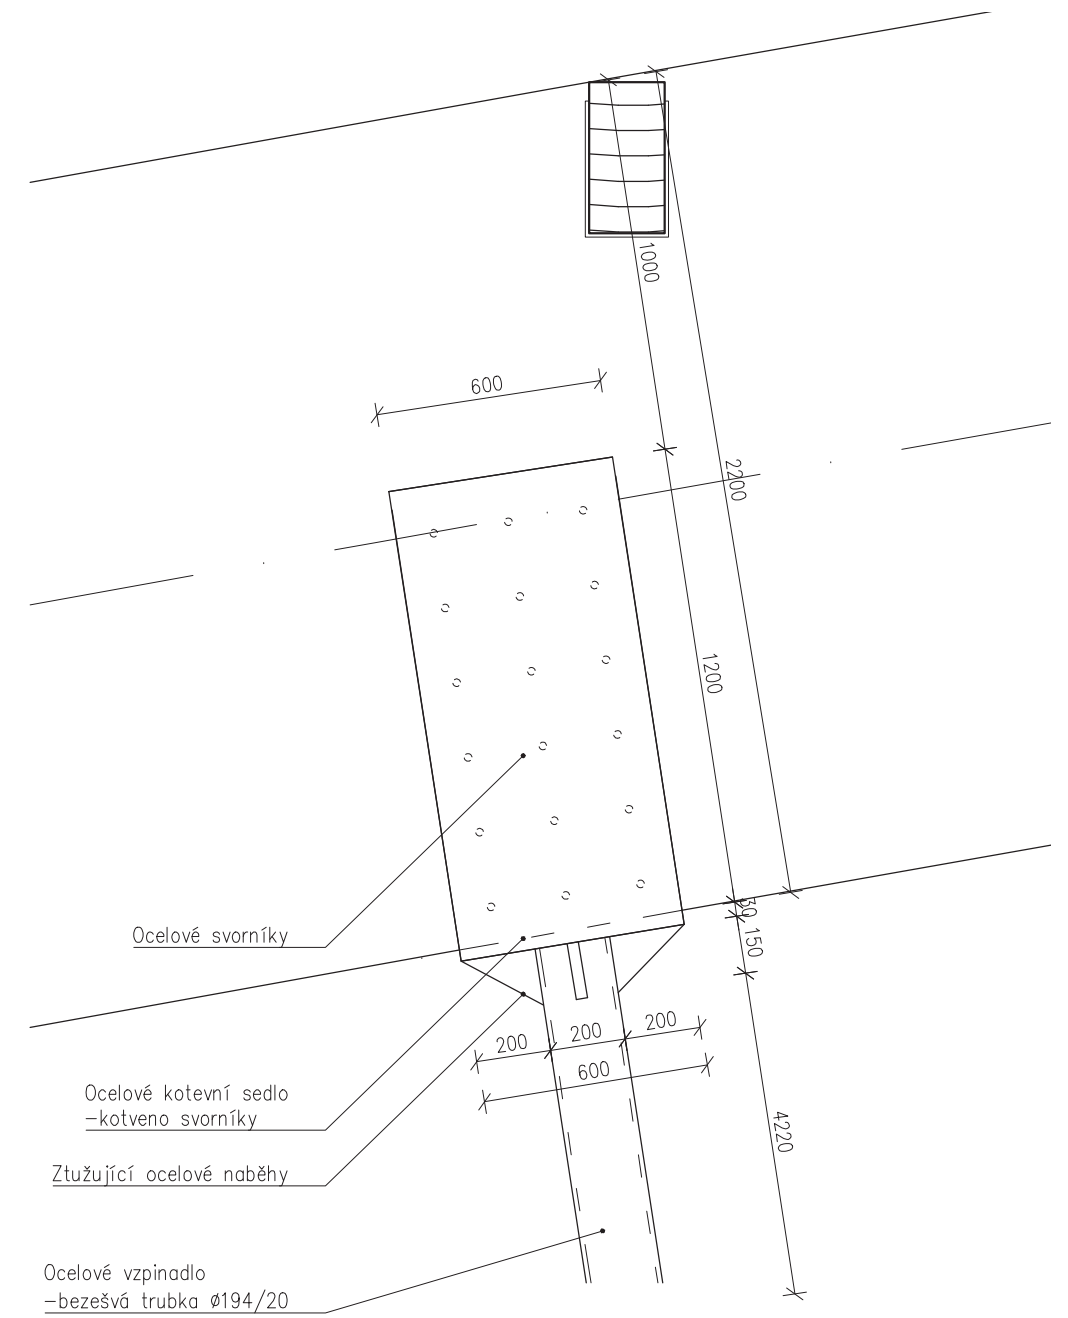 1000
600
2200
1200
30
150
Ocelové svorníky
200
200
200
600
Ocelové kotevní sedlo
-kotveno svorníky
4220
Ztužující ocelové naběhy
Ocelové vzpinadlo
-bezešvá trubka Ø194/20